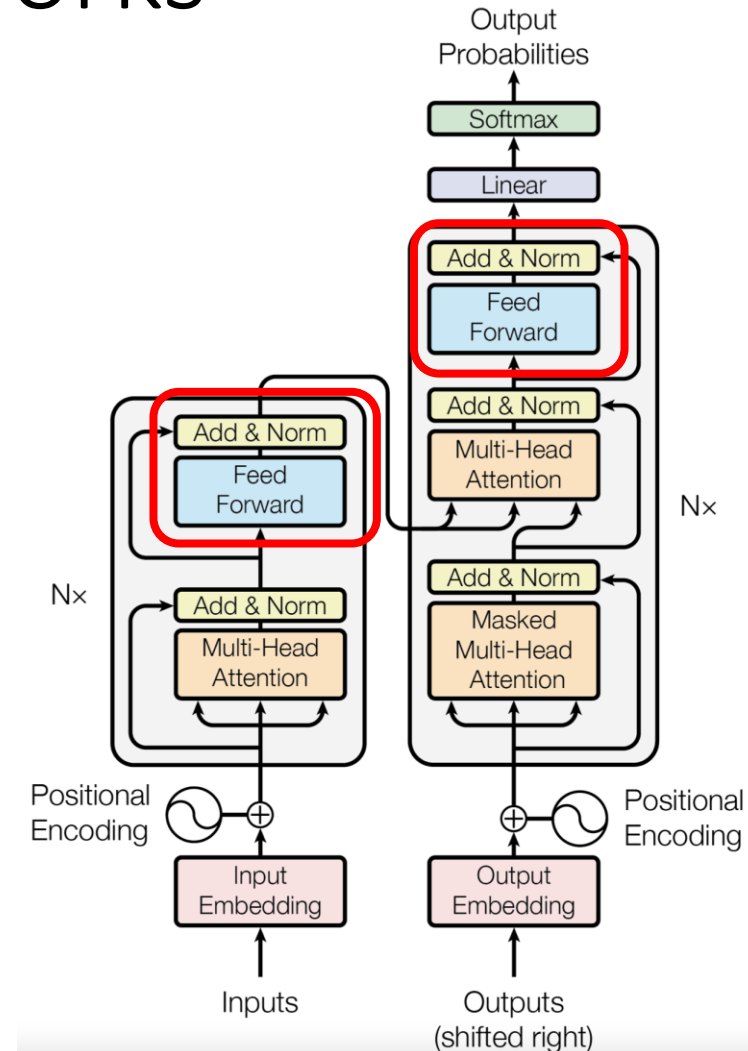 Output
Probabilities
Softmax
Linear
Add & Norm
Feed
Forward
Add & Norm
Multi-Head
Attention
Nx
Add & Norm
Masked
Multi-Head
Attention
Add & Norm
Feed
Forward
Nx
Add & Norm
Multi-Head
Attention
Positional
Encoding
Positional
Encoding
Input
Embedding
Output
Embedding
Inputs
Outputs
(shifted right)